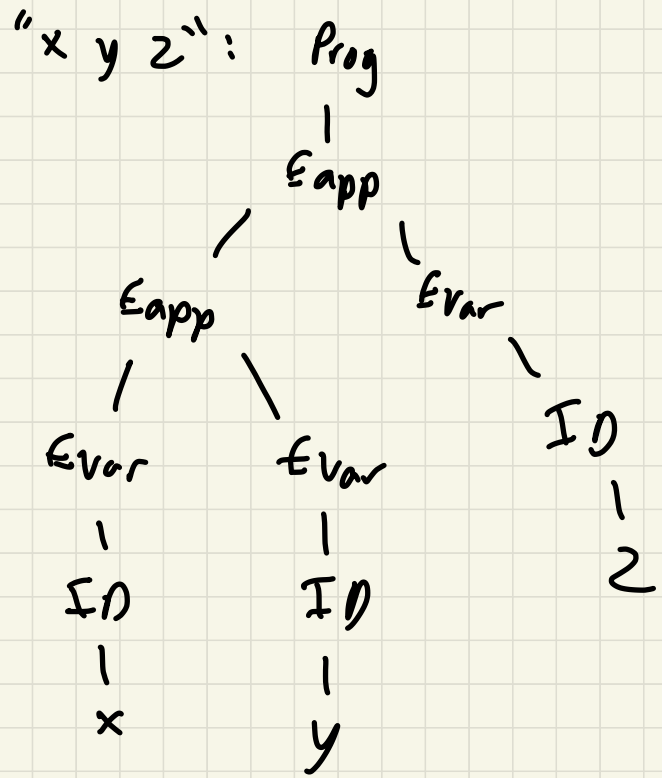 "x y z": Prog
Eapp
Eapp Evar
ID
Evar Evar
z
ID ID
x y